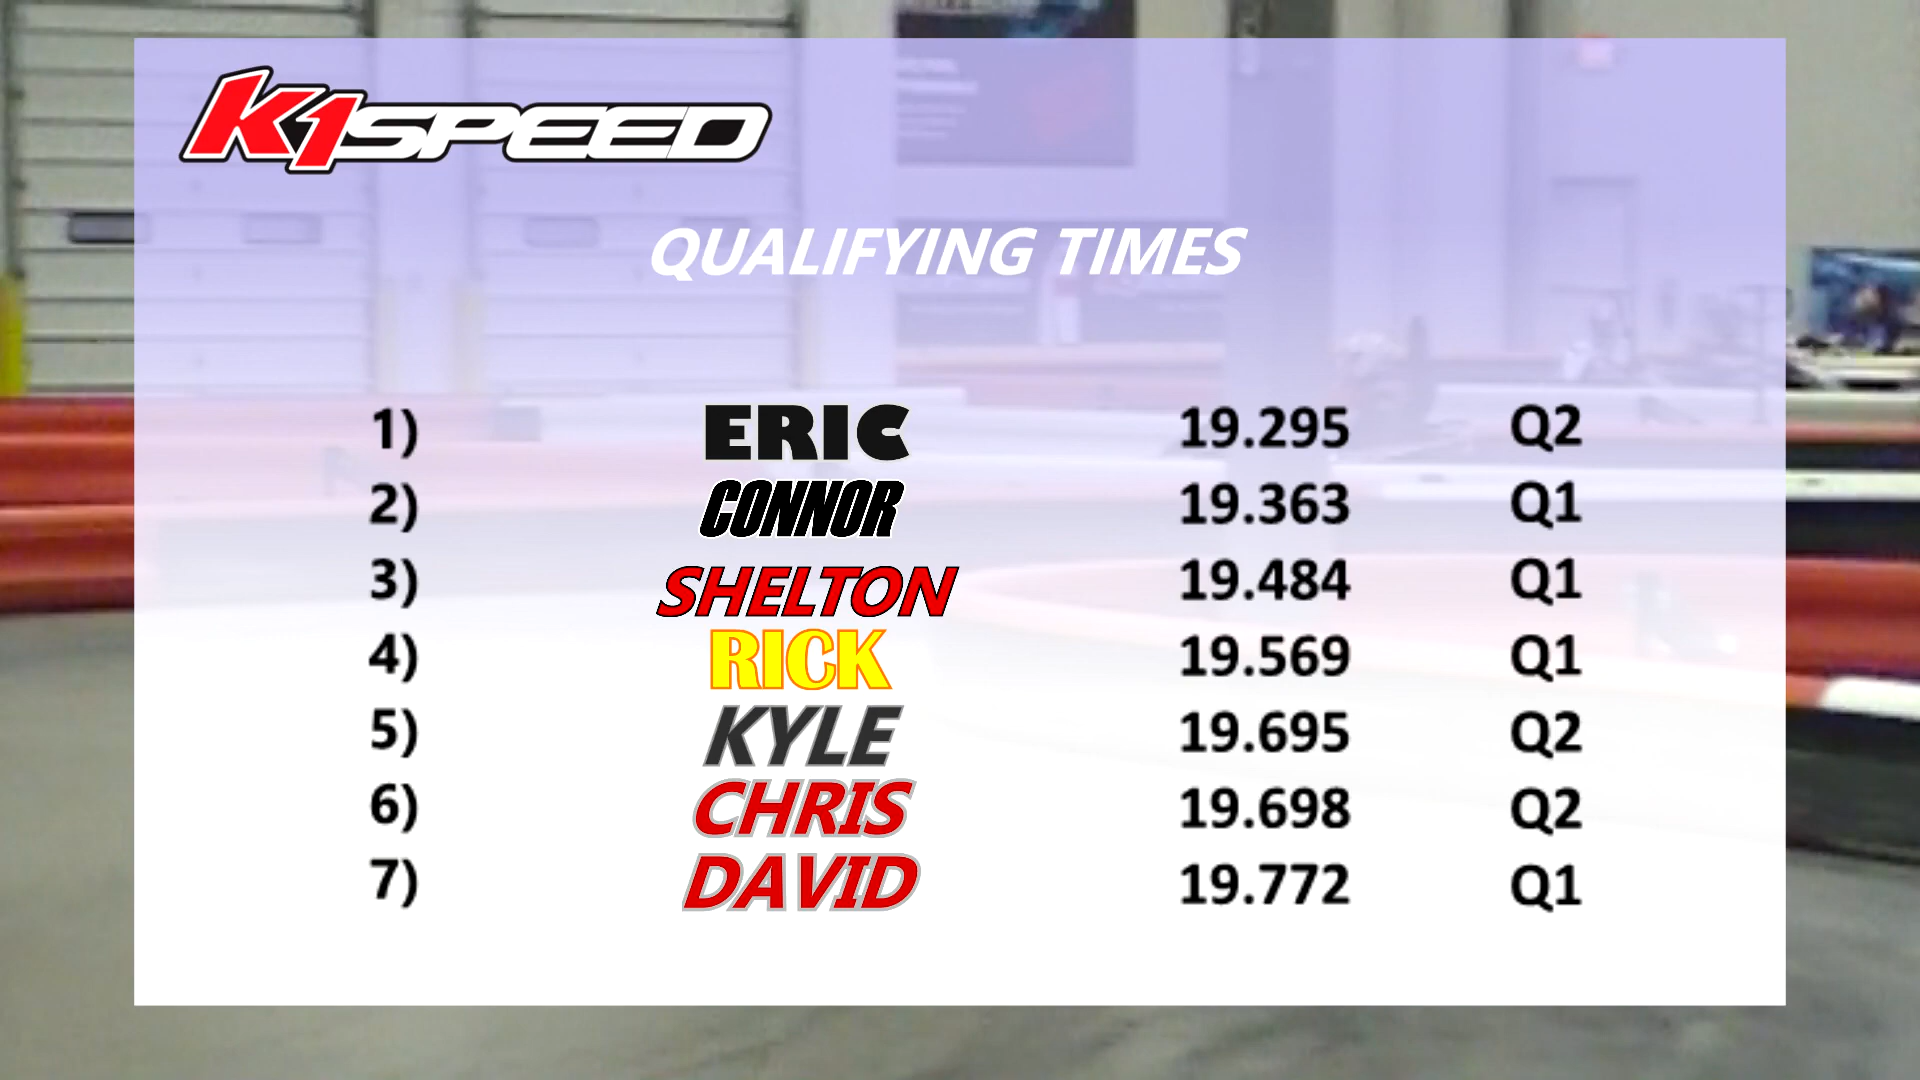 K1SPEED
QUALIFYING TIMES
1) ERIC 19.295 Q2
2) CONNOR 19.363 Q1
3) SHELTON 19.484 Q1
4) RICK 19.569 Q1
5) KYLE 19.695 Q2
6) CHRIS 19.698 Q2
7) DAVID 19.772 Q1